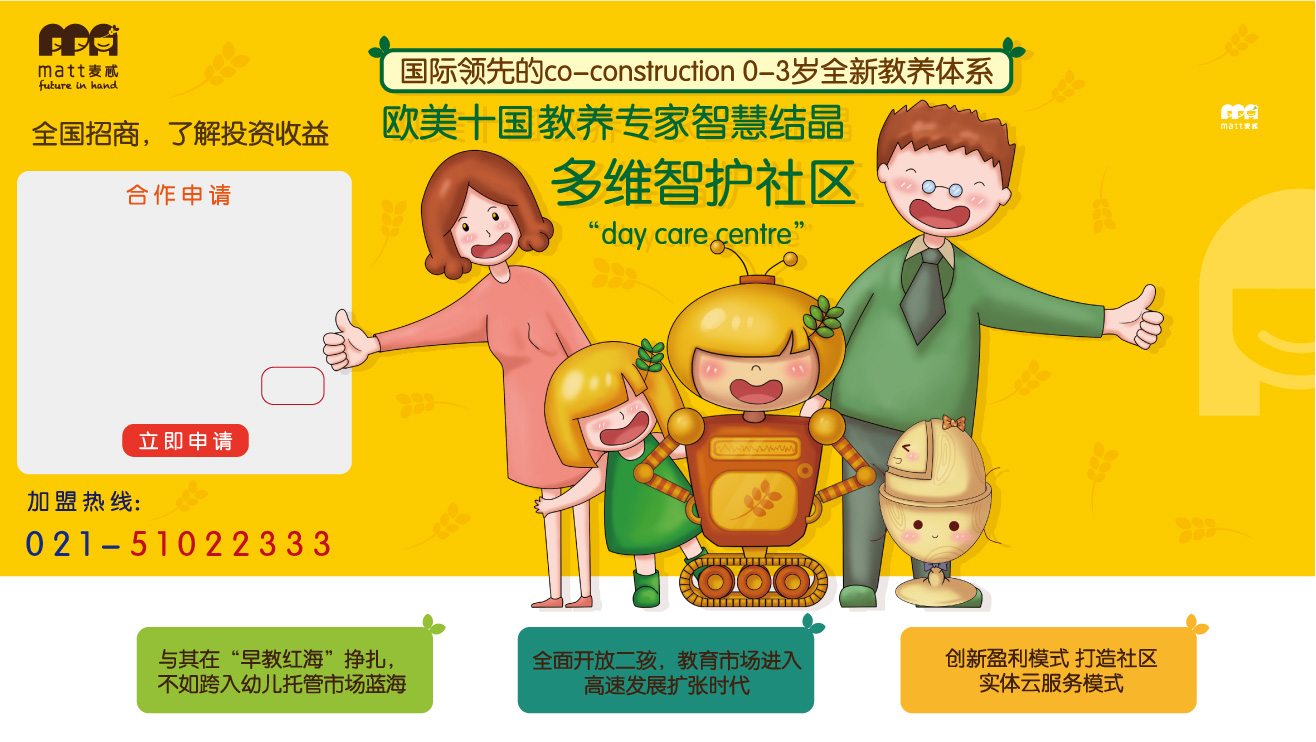 matt麦忒
future in hand
全国招商，了解投资收益
合作申请
立即申请
加盟热线:
021-51022333
国际领先的co-construction 0-3岁全新教养体系
欧美十国教养专家智慧结晶
多维智护社区
“day care centre”
matt麦忒
与其在“早教红海”挣扎，
不如跨入幼儿托管市场蓝海
全面开放二孩，教育市场进入
高速发展扩张时代
创新盈利模式 打造社区
实体云服务模式